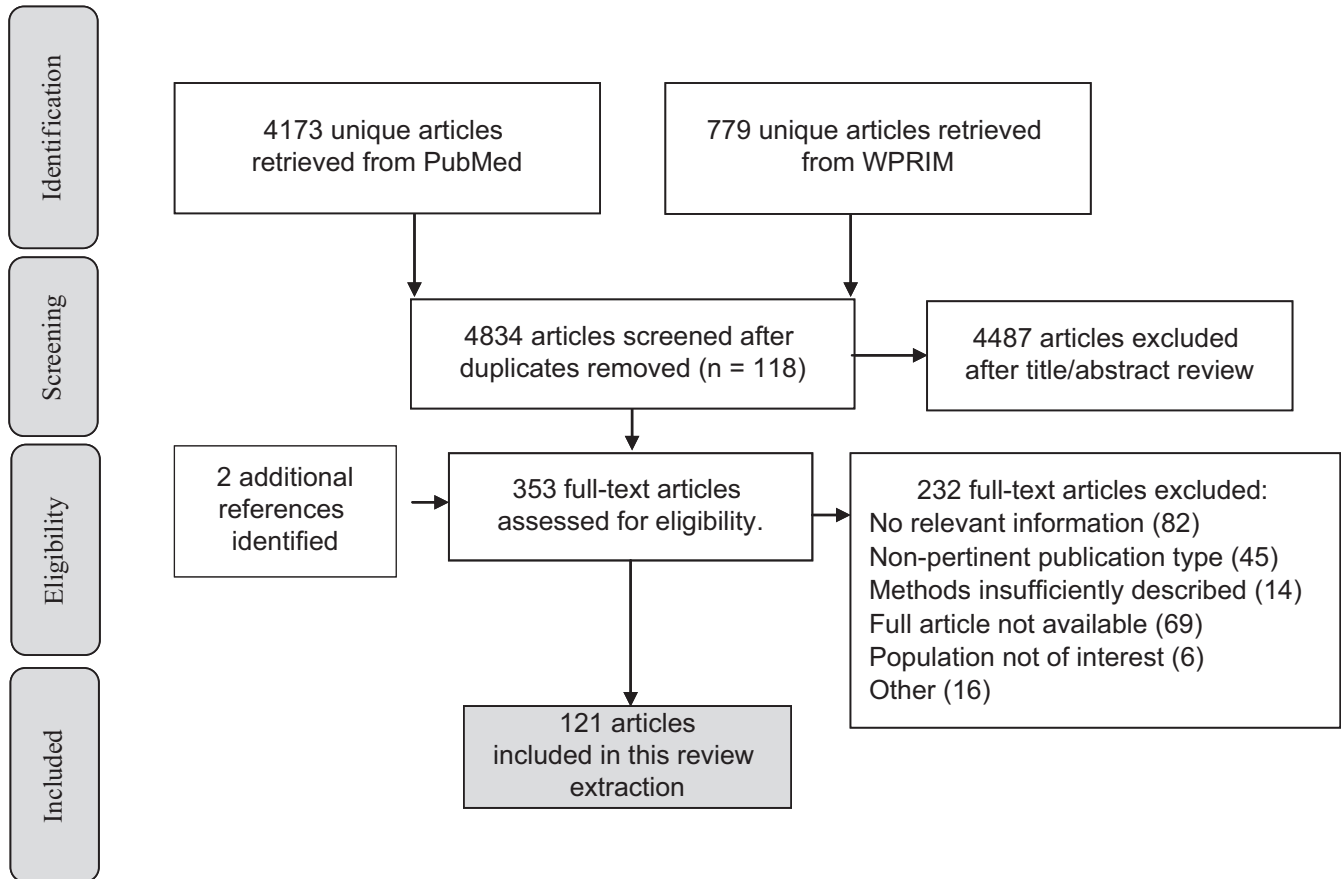 Identification
4173 unique articles
retrieved from PubMed
779 unique articles retrieved
from WPRIM
Screening
4834 articles screened after
duplicates removed (n = 118)
4487 articles excluded
after title/abstract review
Eligibility
2 additional
references
identified
353 full-text articles
assessed for eligibility.
232 full-text articles excluded:
No relevant information (82)
Non-pertinent publication type (45)
Methods insufficiently described (14)
Full article not available (69)
Population not of interest (6)
Other (16)
Included
121 articles
included in this review
extraction